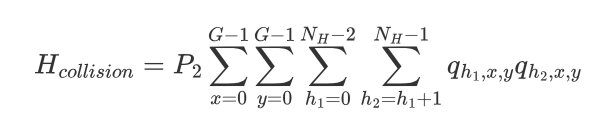 $H_{collision} = P_2 \sum_{x=0}^{G-1} \sum_{y=0}^{G-1} \sum_{h_1=0}^{N_H-2} \sum_{h_2=h_1+1}^{N_H-1} q_{h_1,x,y} q_{h_2,x,y}$